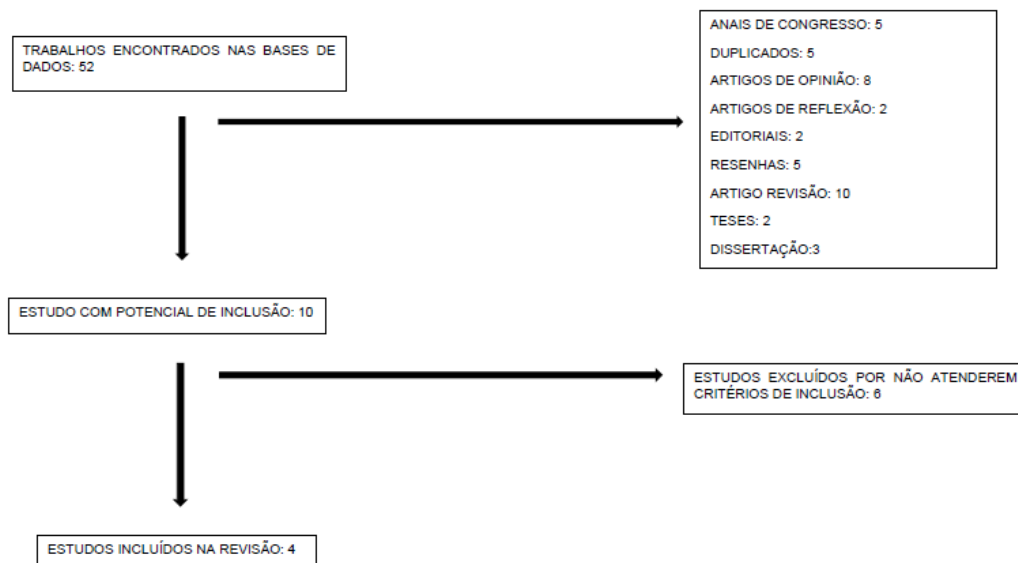 TRABALHOS ENCONTRADOS NAS BASES DE
DADOS: 52
ANAIS DE CONGRESSO: 5
DUPLICADOS: 5
ARTIGOS DE OPINIÃO: 8
ARTIGOS DE REFLEXÃO: 2
EDITORIAIS: 2
RESENHAS: 5
ARTIGO REVISÃO: 10
TESES: 2
DISSERTAÇÃO:3
ESTUDO COM POTENCIAL DE INCLUSÃO: 10
ESTUDOS EXCLUÍDOS POR NÃO ATENDEREM
CRITÉRIOS DE INCLUSÃO: 6
ESTUDOS INCLUÍDOS NA REVISÃO: 4